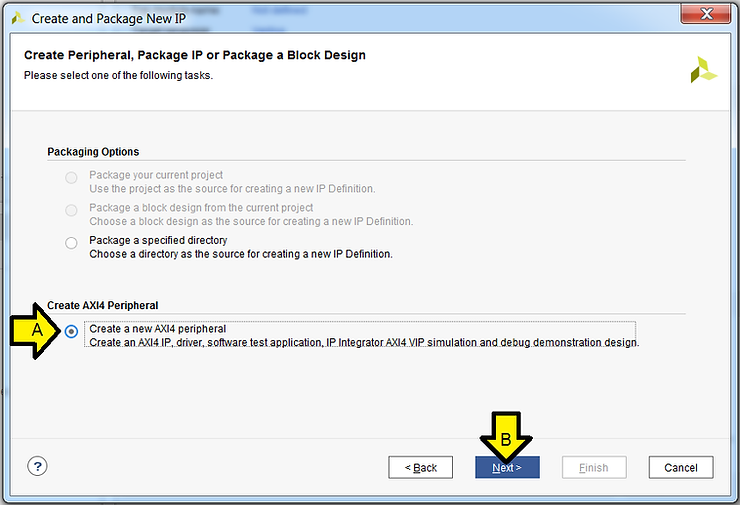 Create and Package New IP
Create Peripheral, Package IP or Package a Block Design
Please select one of the following tasks.
Packaging Options
Package your current project
Use the project as the source for creating a new IP Definition.
Package a block design from the current project
Choose a block design as the source for creating a new IP Definition.
Package a specified directory
Choose a directory as the source for creating a new IP Definition.
Create AXI4 Peripheral
A
Create a new AXI4 peripheral
Create an AXI4 IP, driver, software test application, IP Integrator AXI4 VIP simulation and debug demonstration design.
B
?
< Back
Next >
Finish
Cancel